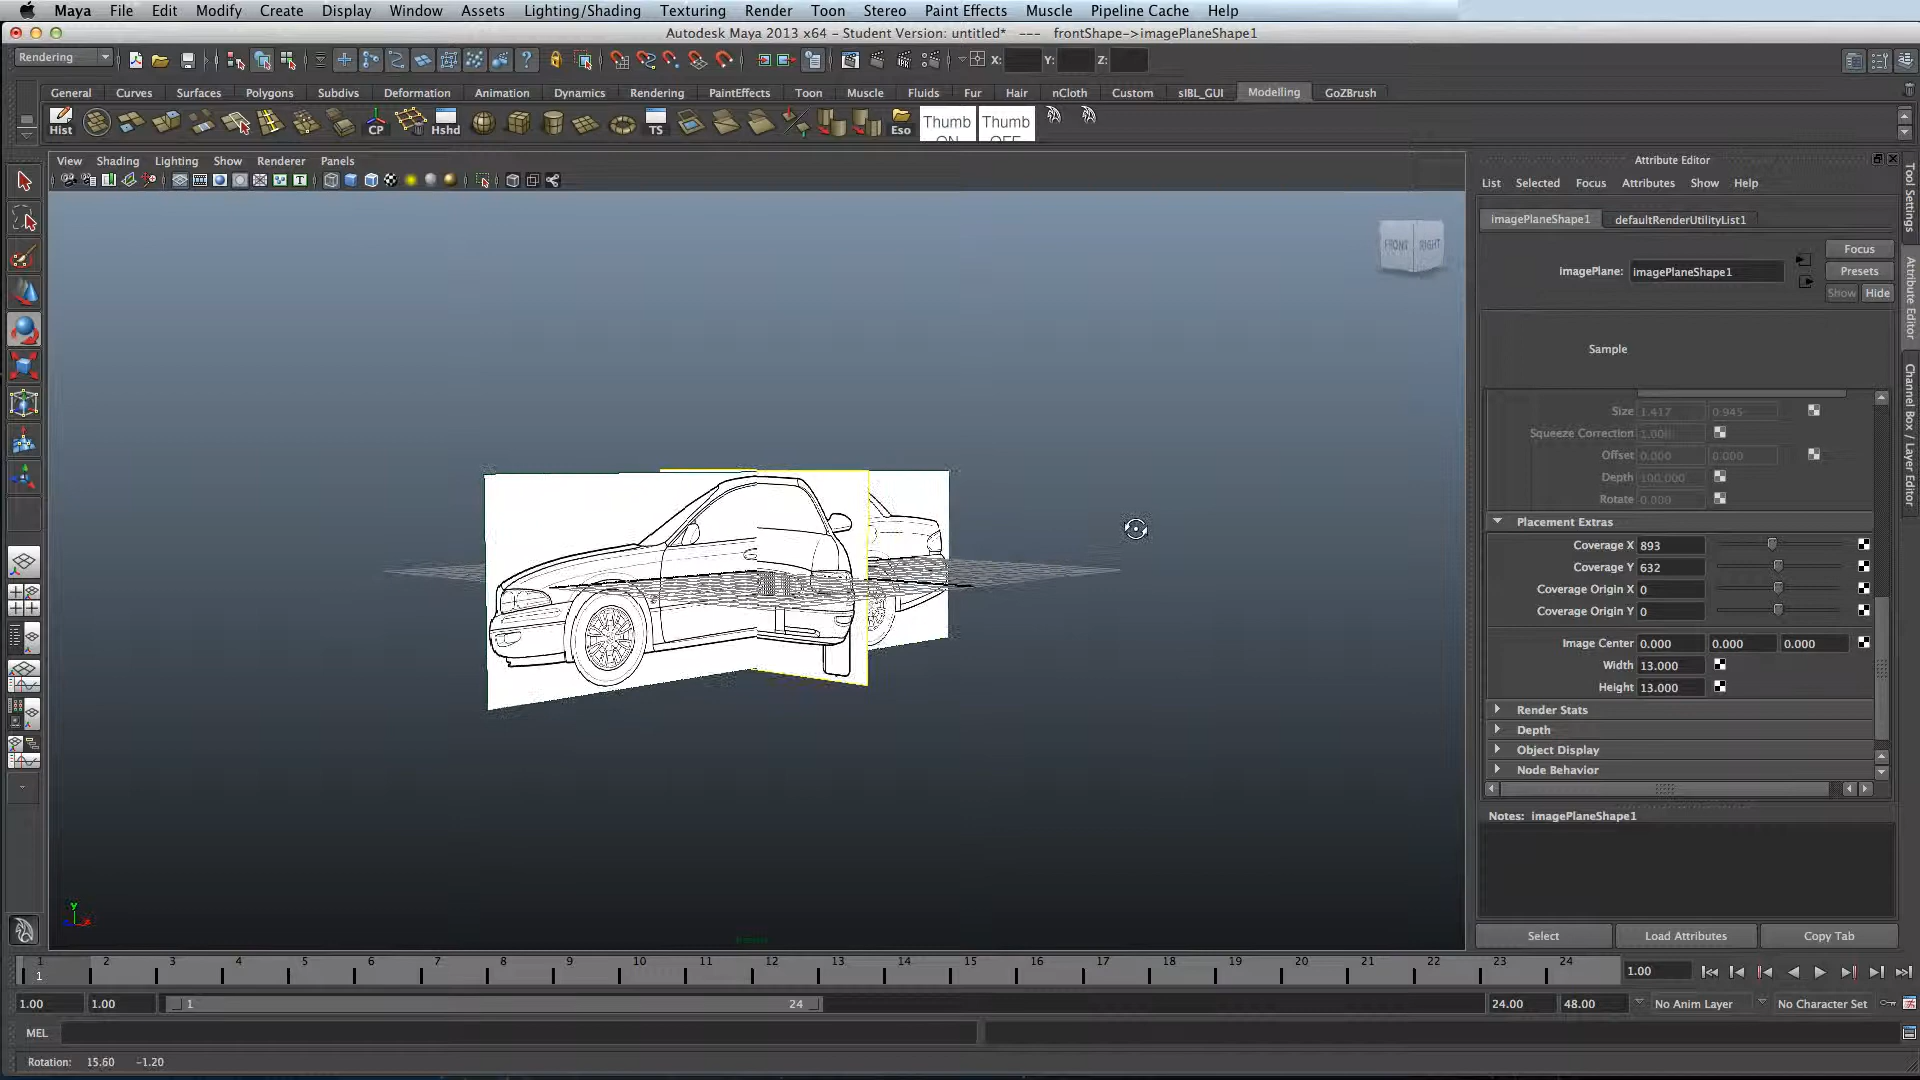 Maya File Edit Modify Create Display Window Assets Lighting/Shading Texturing Render Toon Stereo Paint Effects Muscle Pipeline Cache Help
Autodesk Maya 2013 x64 – Student Version: untitled* --- frontShape->imagePlaneShape1
Rendering X: Y: Z:
General Curves Surfaces Polygons Subdivs Deformation Animation Dynamics Rendering PaintEffects Toon Muscle Fluids Fur Hair nCloth Custom sIBL_GUI Modelling GoZBrush
Hist CP Hshd TS Eso Thumb ON Thumb OFF
View Shading Lighting Show Renderer Panels
FRONT RIGHT
y
Attribute Editor
List Selected Focus Attributes Show Help
imagePlaneShape1 defaultRenderUtilityList1
Focus
ImagePlane: imagePlaneShape1
Presets
Show Hide
Sample
Size 1.417 0.945
Squeeze Correction 1.000
Offset 0.000 0.000
Depth 100.000
Rotate 0.000
Placement Extras
Coverage X 893
Coverage Y 632
Coverage Origin X 0
Coverage Origin Y 0
Image Center 0.000 0.000 0.000
Width 13.000
Height 13.000
Render Stats
Depth
Object Display
Node Behavior
Notes: imagePlaneShape1
Select Load Attributes Copy Tab
Tool Settings
Attribute Editor
Channel Box / Layer Editor
1 2 3 4 5 6 7 8 9 10 11 12 13 14 15 16 17 18 19 20 21 22 23 24
1
1.00
1.00 1.00 1 24 24.00 48.00 No Anim Layer No Character Set
MEL
Rotation: 15.60 -1.20